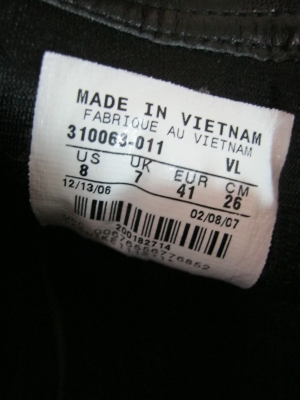 MADE IN VIETNAM
FABRIQUE AU VIETNAM
310063-011 VL
US UK EUR CM
8 7 41 26
12/13/06 02/08/07
200182714